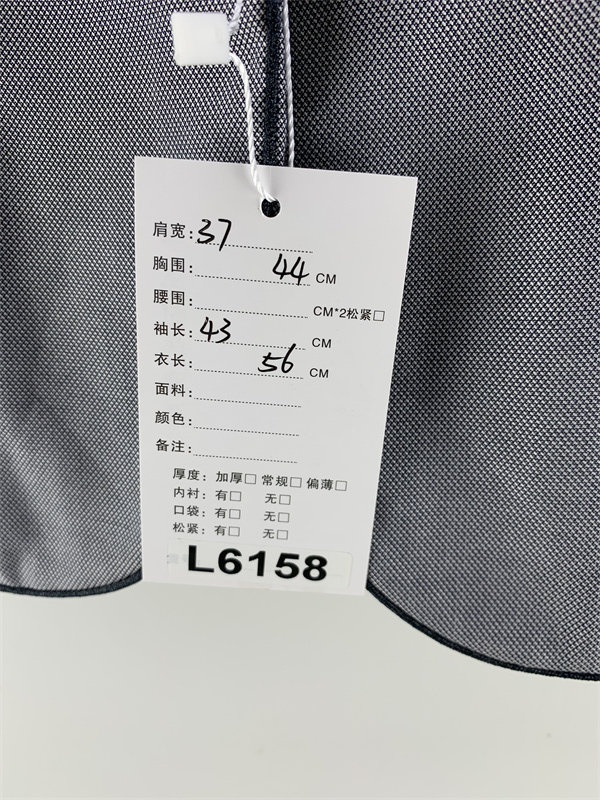 肩宽:37
胸围: 44 CM
腰围: CM*2松紧□
袖长:43 CM
衣长: 56 CM
面料:
颜色:
备注:
厚度: 加厚□ 常规□ 偏薄□
内衬: 有□ 无□
口袋: 有□ 无□
松紧: 有□ 无□
L6158